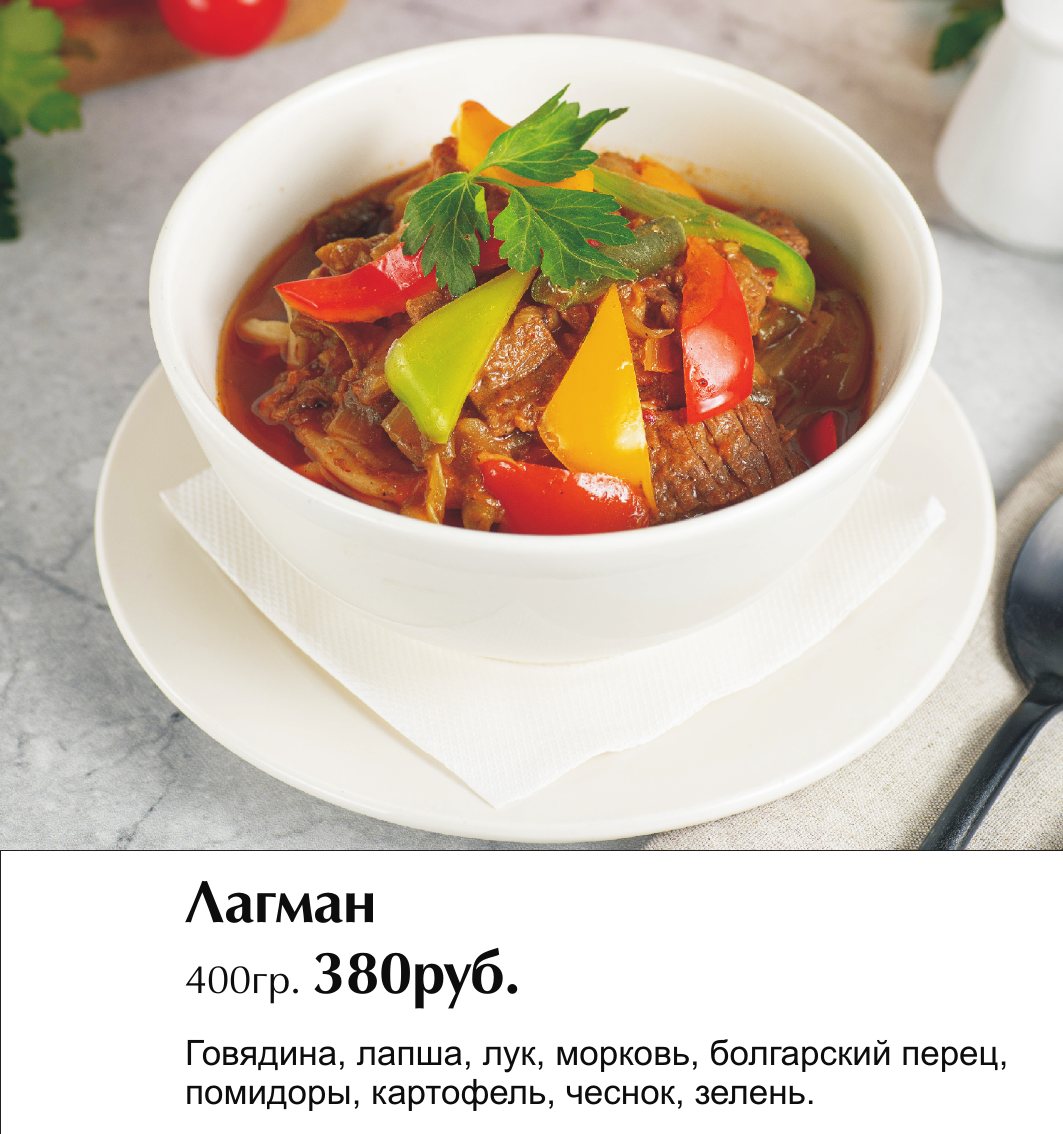 Лагман
400гр. 380руб.
Говядина, лапша, лук, морковь, болгарский перец,
помидоры, картофель, чеснок, зелень.